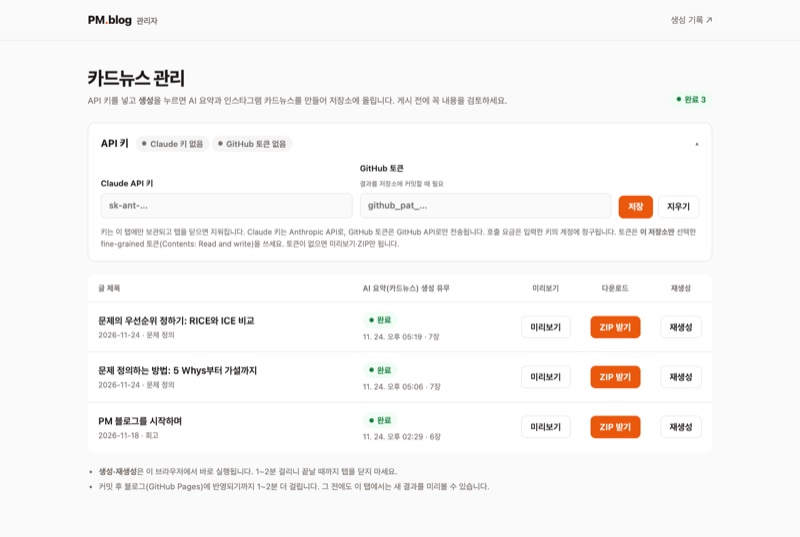 PM.blog 관리자
생성 기록 ↗
카드뉴스 관리
API 키를 넣고 생성을 누르면 AI 요약과 인스타그램 카드뉴스를 만들어 저장소에 올립니다. 게시 전에 꼭 내용을 검토하세요.
완료 3
API 키 Claude 키 없음 GitHub 토큰 없음
Claude API 키
sk-ant-...
GitHub 토큰
결과를 저장소에 커밋할 때 필요
github_pat_...
저장 지우기
키는 이 탭에만 보관되고 탭을 닫으면 지워집니다. Claude 키는 Anthropic API로, GitHub 토큰은 GitHub API로만 전송됩니다. 호출 요금은 입력한 키의 계정에 청구됩니다. 토큰은 이 저장소만 선택한
fine-grained 토큰(Contents: Read and write)을 쓰세요. 토큰이 없으면 미리보기·ZIP만 됩니다.
글 제목 AI 요약(카드뉴스) 생성 유무 미리보기 다운로드 재생성
문제의 우선순위 정하기: RICE와 ICE 비교
2026-11-24 · 문제 정의
완료
11. 24. 오후 05:19 · 7장
미리보기 ZIP 받기 재생성
문제 정의하는 방법: 5 Whys부터 가설까지
2026-11-24 · 문제 정의
완료
11. 24. 오후 05:06 · 7장
미리보기 ZIP 받기 재생성
PM 블로그를 시작하며
2026-11-18 · 회고
완료
11. 24. 오후 02:29 · 6장
미리보기 ZIP 받기 재생성
• 생성·재생성은 이 브라우저에서 바로 실행됩니다. 1~2분 걸리니 끝날 때까지 탭을 닫지 마세요.
• 커밋 후 블로그(GitHub Pages)에 반영되기까지 1~2분 더 걸립니다. 그 전에도 이 탭에서는 새 결과를 미리볼 수 있습니다.